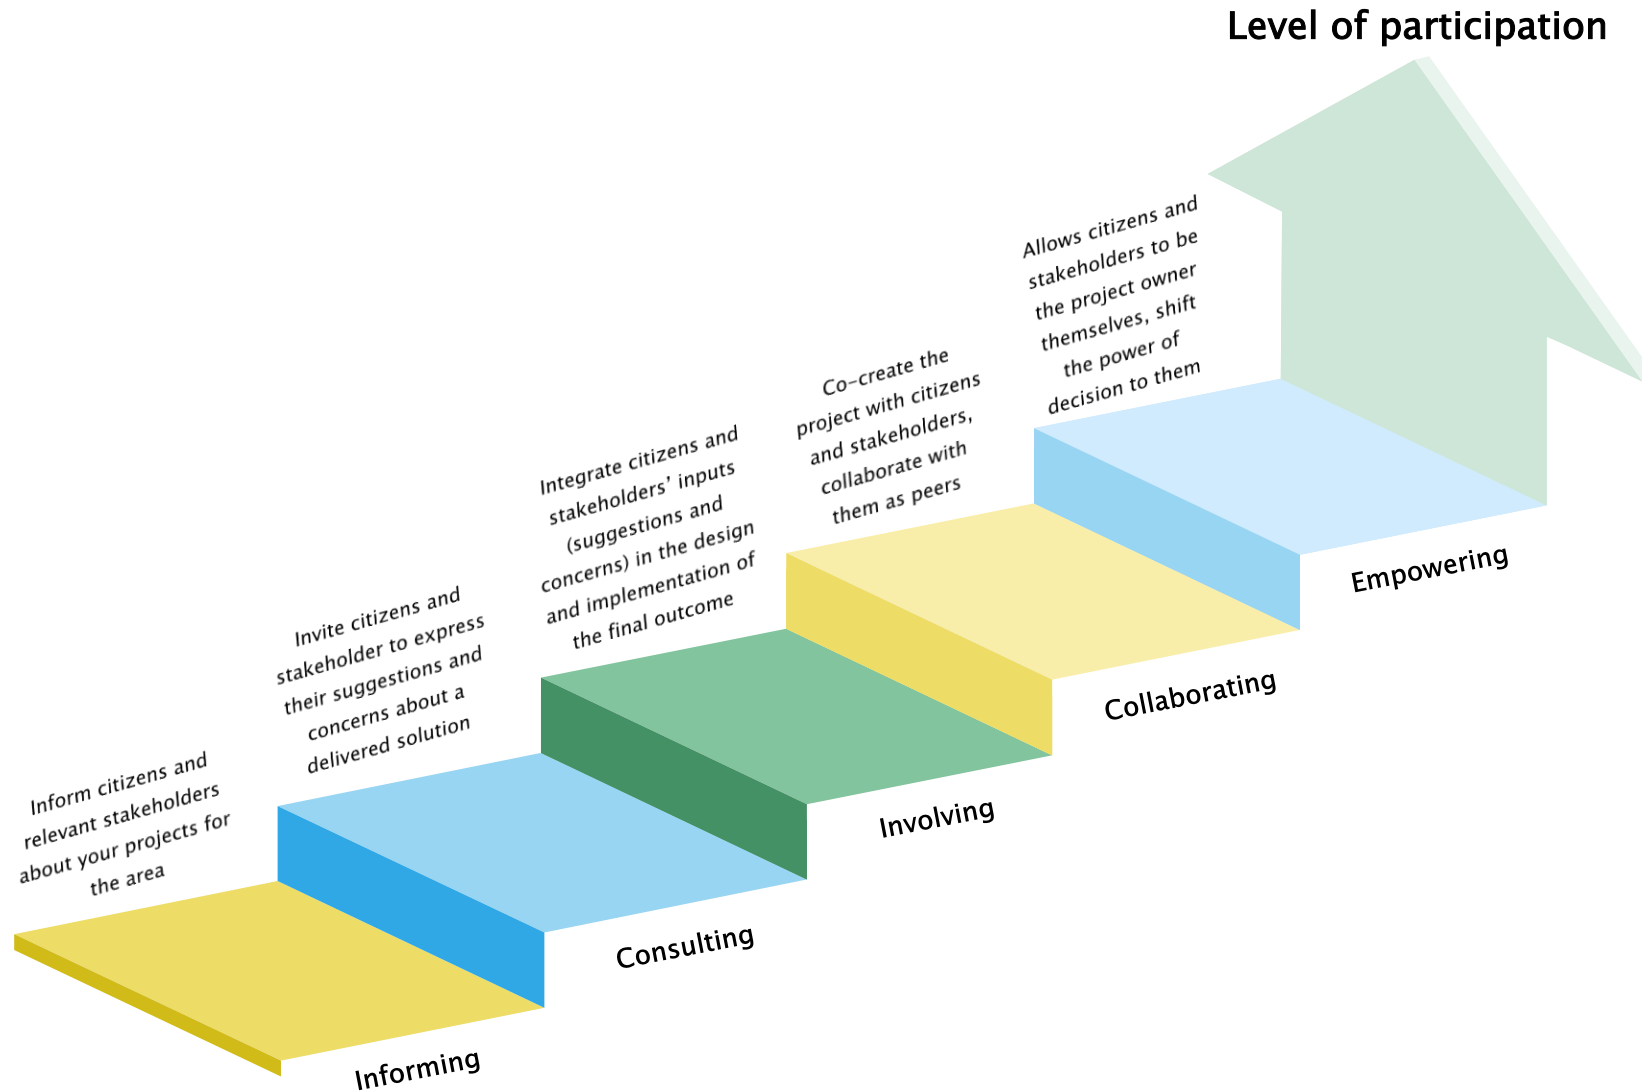 Level of participation
Allows citizens and
stakeholders to be
the project owner
themselves, shift
the power of
decision to them
Empowering
Co-create the
project with citizens
and stakeholders,
collaborate with
them as peers
Collaborating
Integrate citizens and
stakeholders’ inputs
(suggestions and
concerns) in the design
and implementation of
the final outcome
Involving
Invite citizens and
stakeholder to express
their suggestions and
concerns about a
delivered solution
Consulting
Inform citizens and
relevant stakeholders
about your projects for
the area
Informing